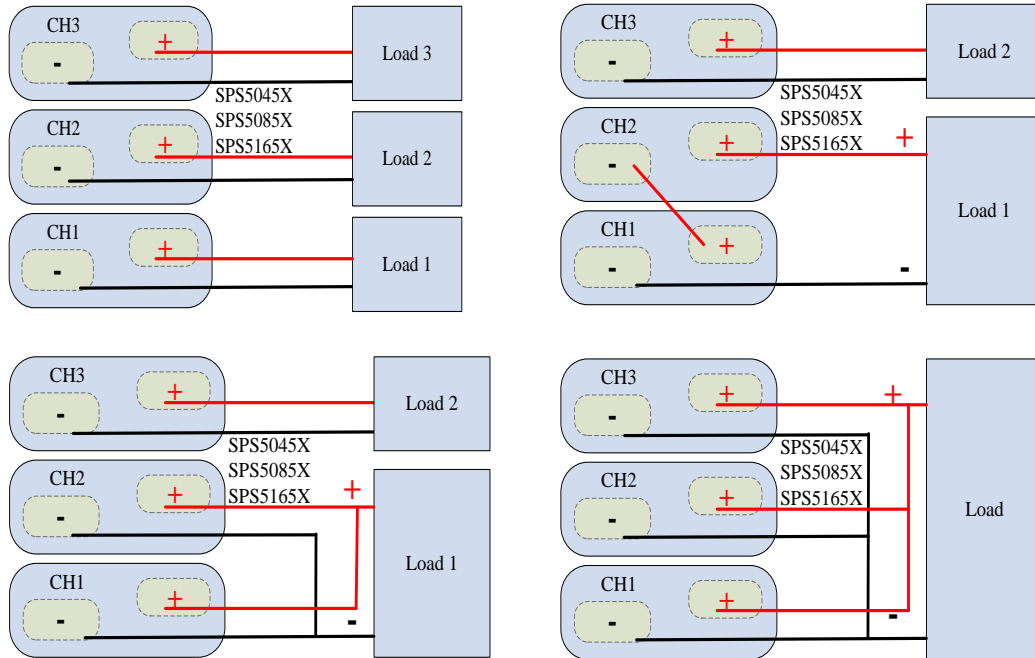 CH3
+
-
Load 3
SPS5045X
SPS5085X
SPS5165X
CH2
+
-
Load 2
CH1
+
-
Load 1
CH3
+
-
Load 2
SPS5045X
SPS5085X
SPS5165X
CH2
+
-
+
CH1
+
-
-
Load 1
CH3
+
-
Load 2
SPS5045X
SPS5085X
SPS5165X
CH2
+
-
+
CH1
+
-
-
Load 1
CH3
+
-
+
SPS5045X
SPS5085X
SPS5165X
CH2
+
-
CH1
+
-
-
Load